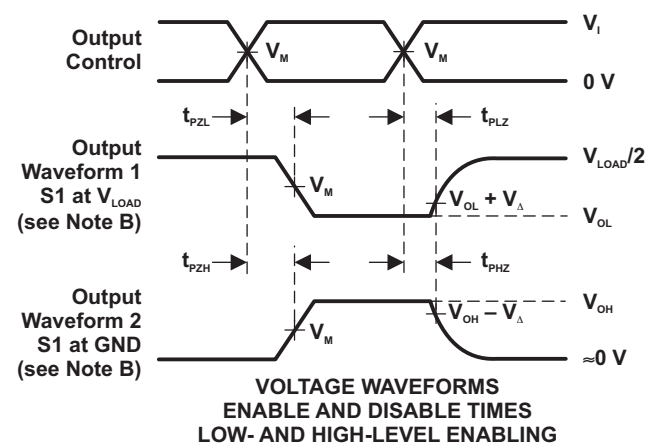 Output
Control
V_M
V_M
V_I
0 V
t_PZL
t_PLZ
Output
Waveform 1
S1 at V_LOAD
(see Note B)
V_M
V_OL + V_Δ
V_LOAD/2
V_OL
t_PZH
t_PHZ
Output
Waveform 2
S1 at GND
(see Note B)
V_M
V_OH – V_Δ
V_OH
≈0 V
VOLTAGE WAVEFORMS
ENABLE AND DISABLE TIMES
LOW- AND HIGH-LEVEL ENABLING